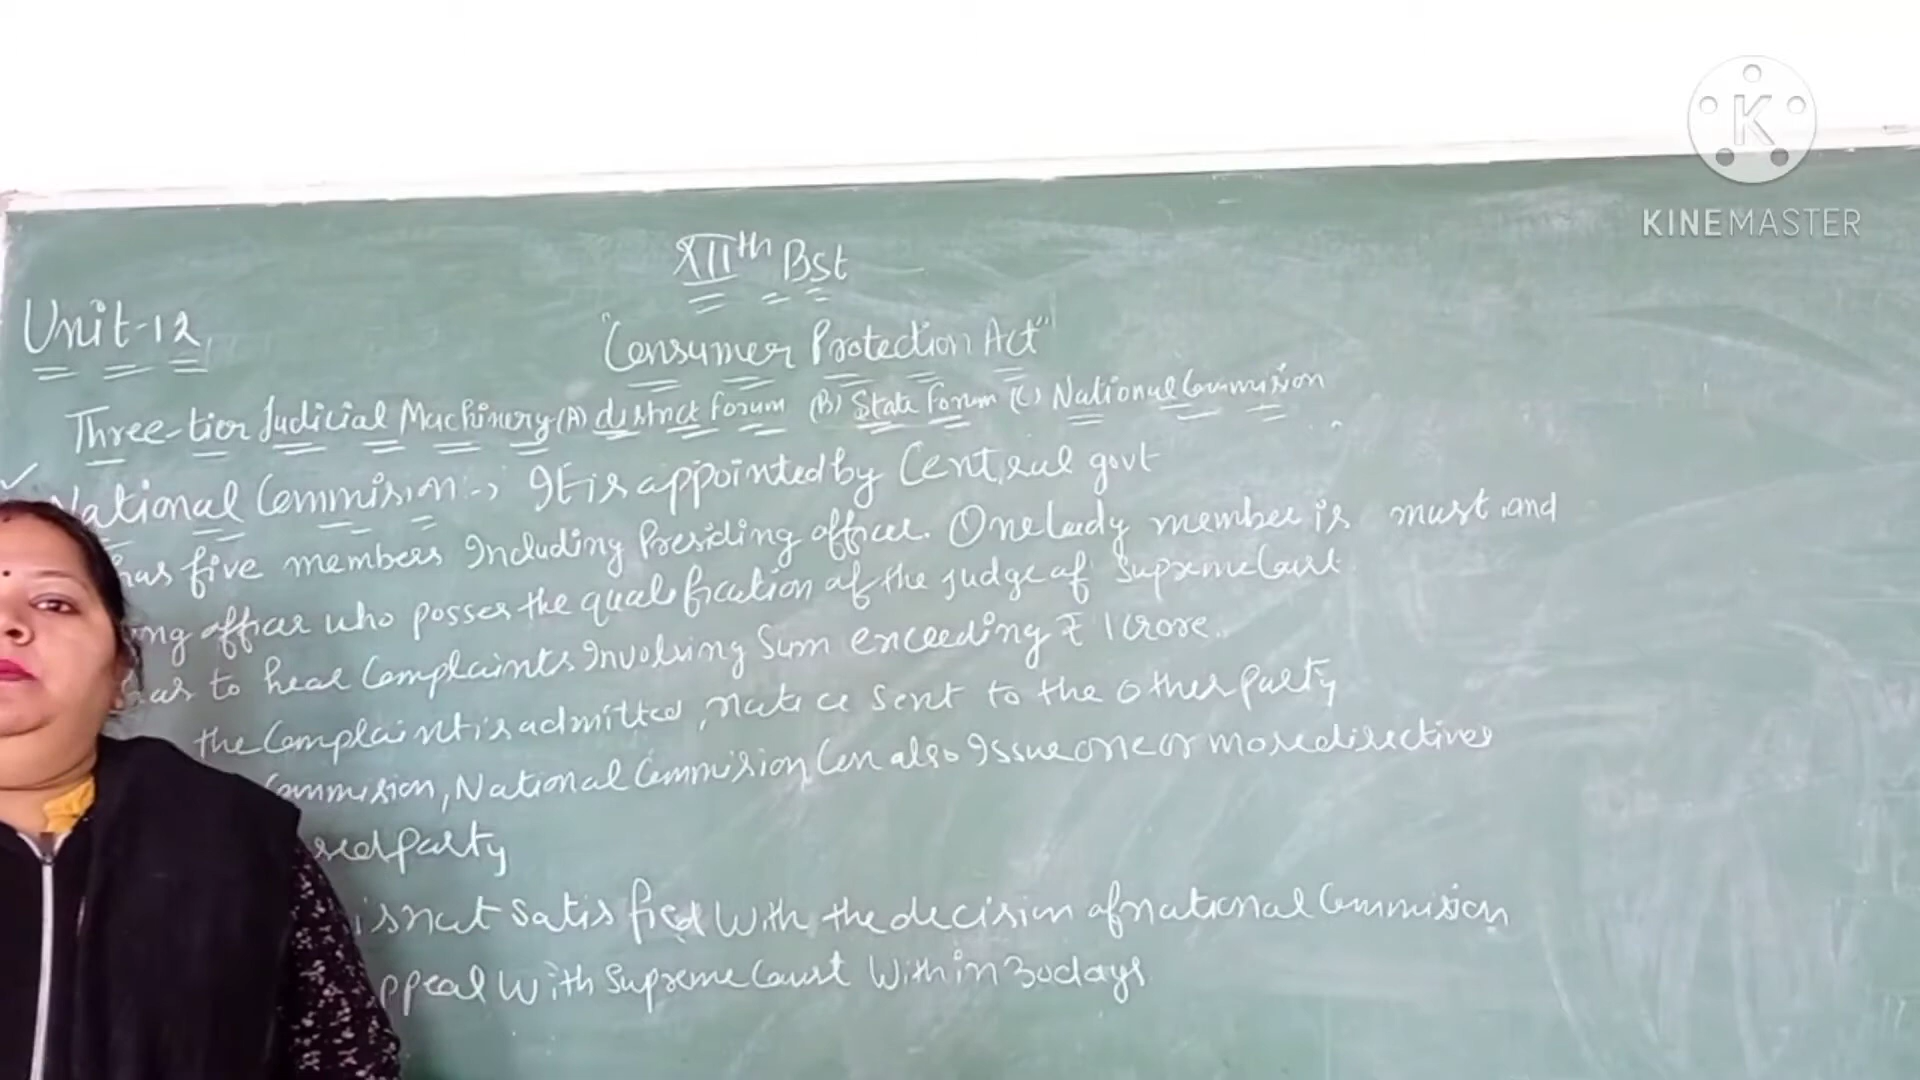 KINEMASTER
XIIth Bst
Unit-12
"Consumer Protection Act"
Three-tier Judicial Machinery (A) district Forum (B) State Forum (C) National Commision
National Commision :-> It is appointed by Central govt
has five members Including Presiding officer. One lady member is must and
officer who posses the qualification of the judge of Supreme Court.
as to hear Complaints Involving Sum exceeding ₹ 1 Crore.
the Complaint is admitted, notice sent to the other party
Commision, National Commision Can also Issue one or more directives
party
is not satisfied With the decision of national Commision
appeal With Supreme Court Within 30 days